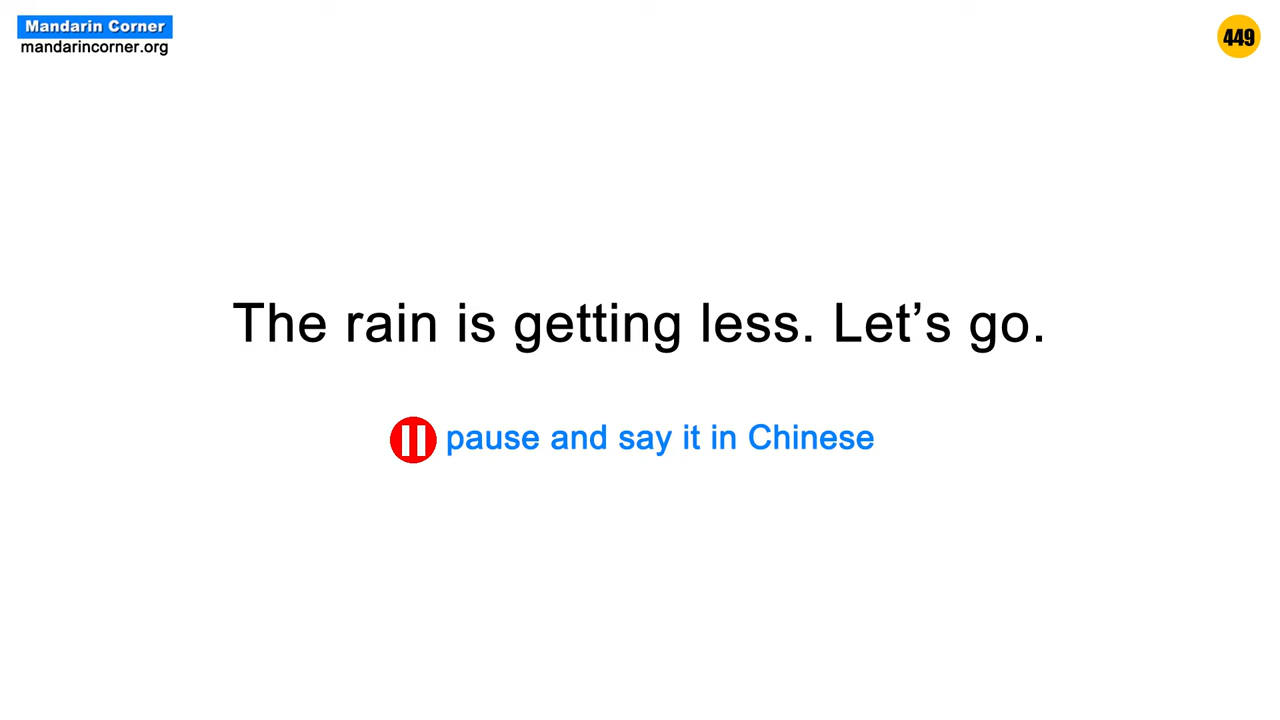 Mandarin Corner
mandarincorner.org
449
The rain is getting less. Let’s go.
pause and say it in Chinese